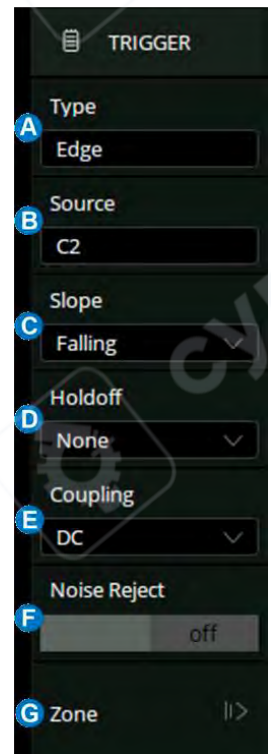 TRIGGER
Type
A
Edge
Source
B
C2
Slope
C
Falling
Holdoff
D
None
Coupling
E
DC
Noise Reject
F
off
G Zone